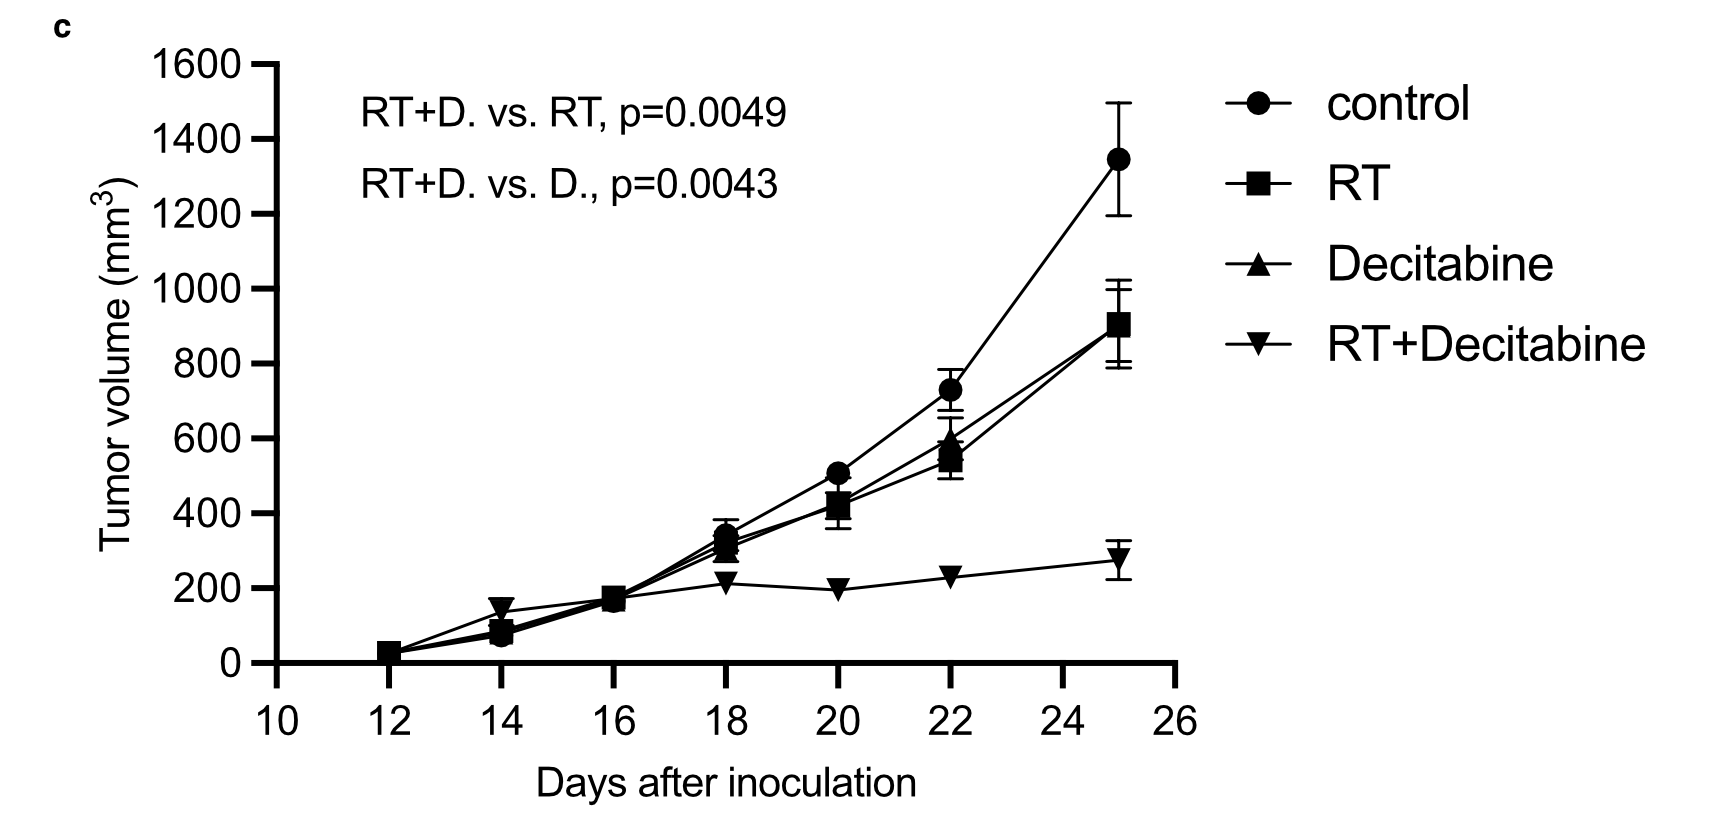 c
1600
1400
1200
1000
800
600
400
200
0
Tumor volume (mm³)
RT+D. vs. RT, p=0.0049
RT+D. vs. D., p=0.0043
control
RT
Decitabine
RT+Decitabine
10 12 14 16 18 20 22 24 26
Days after inoculation